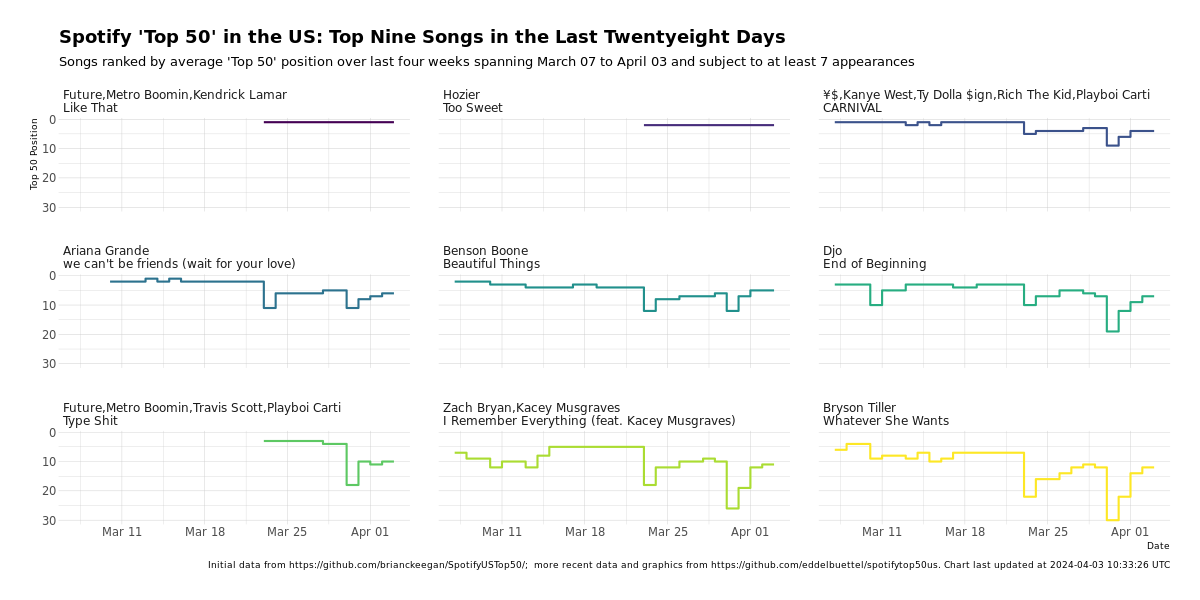 Spotify 'Top 50' in the US: Top Nine Songs in the Last Twentyeight Days
Songs ranked by average 'Top 50' position over last four weeks spanning March 07 to April 03 and subject to at least 7 appearances
Future,Metro Boomin,Kendrick Lamar
Like That
Hozier
Too Sweet
¥$,Kanye West,Ty Dolla $ign,Rich The Kid,Playboi Carti
CARNIVAL
Top 50 Position
0
10
20
30
Ariana Grande
we can't be friends (wait for your love)
Benson Boone
Beautiful Things
Djo
End of Beginning
0
10
20
30
Future,Metro Boomin,Travis Scott,Playboi Carti
Type Shit
Zach Bryan,Kacey Musgraves
I Remember Everything (feat. Kacey Musgraves)
Bryson Tiller
Whatever She Wants
0
10
20
30
Mar 11 Mar 18 Mar 25 Apr 01
Mar 11 Mar 18 Mar 25 Apr 01
Mar 11 Mar 18 Mar 25 Apr 01
Date
Initial data from https://github.com/brianckeegan/SpotifyUSTop50/;  more recent data and graphics from https://github.com/eddelbuettel/spotifytop50us. Chart last updated at 2024-04-03 10:33:26 UTC